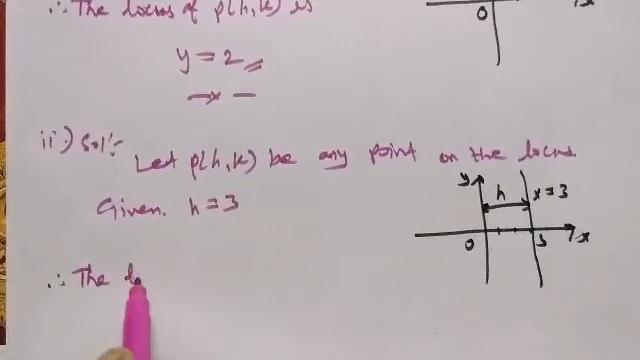 ∴ The locus of p(h,k) is
y = 2
ii) Sol:-
Let p(h,k) be any point on the locus.
Given h = 3
y
h
x = 3
0
3
x
∴ The
0
x